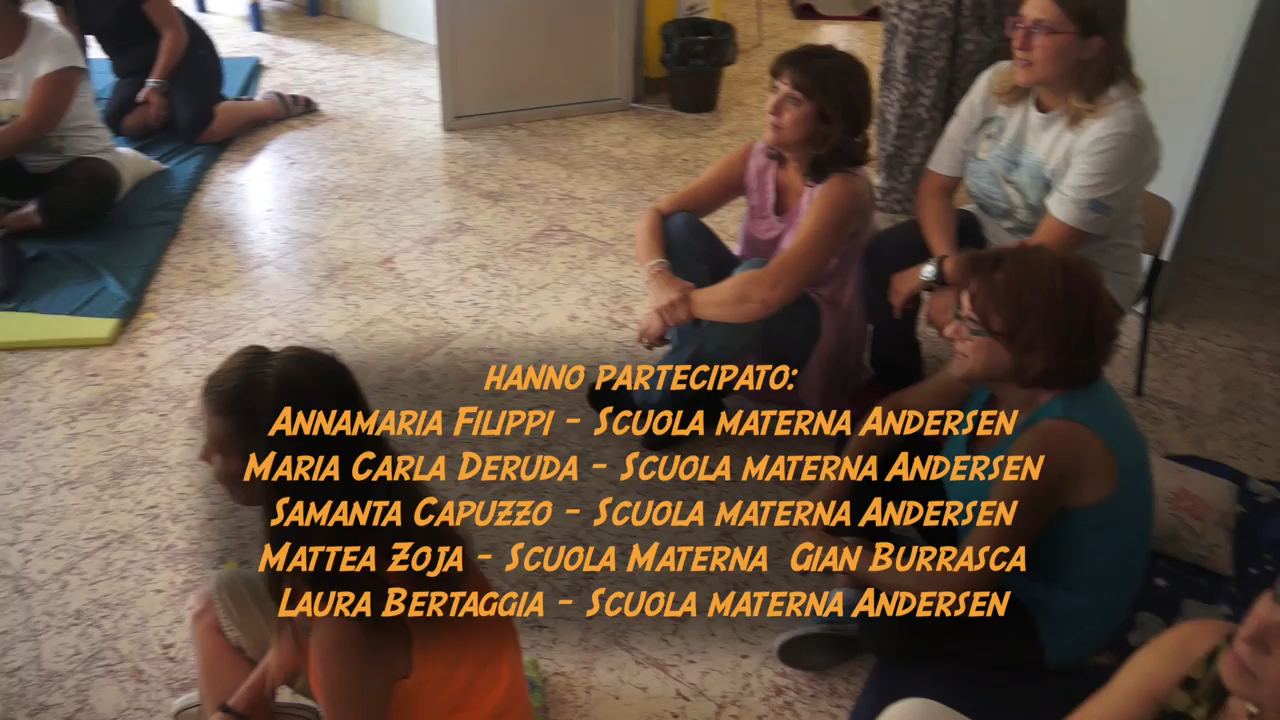 HANNO PARTECIPATO:
ANNAMARIA FILIPPI - SCUOLA MATERNA ANDERSEN
MARIA CARLA DERUDA - SCUOLA MATERNA ANDERSEN
SAMANTA CAPUZZO - SCUOLA MATERNA ANDERSEN
MATTEA ZOJA - SCUOLA MATERNA GIAN BURRASCA
LAURA BERTAGGIA - SCUOLA MATERNA ANDERSEN